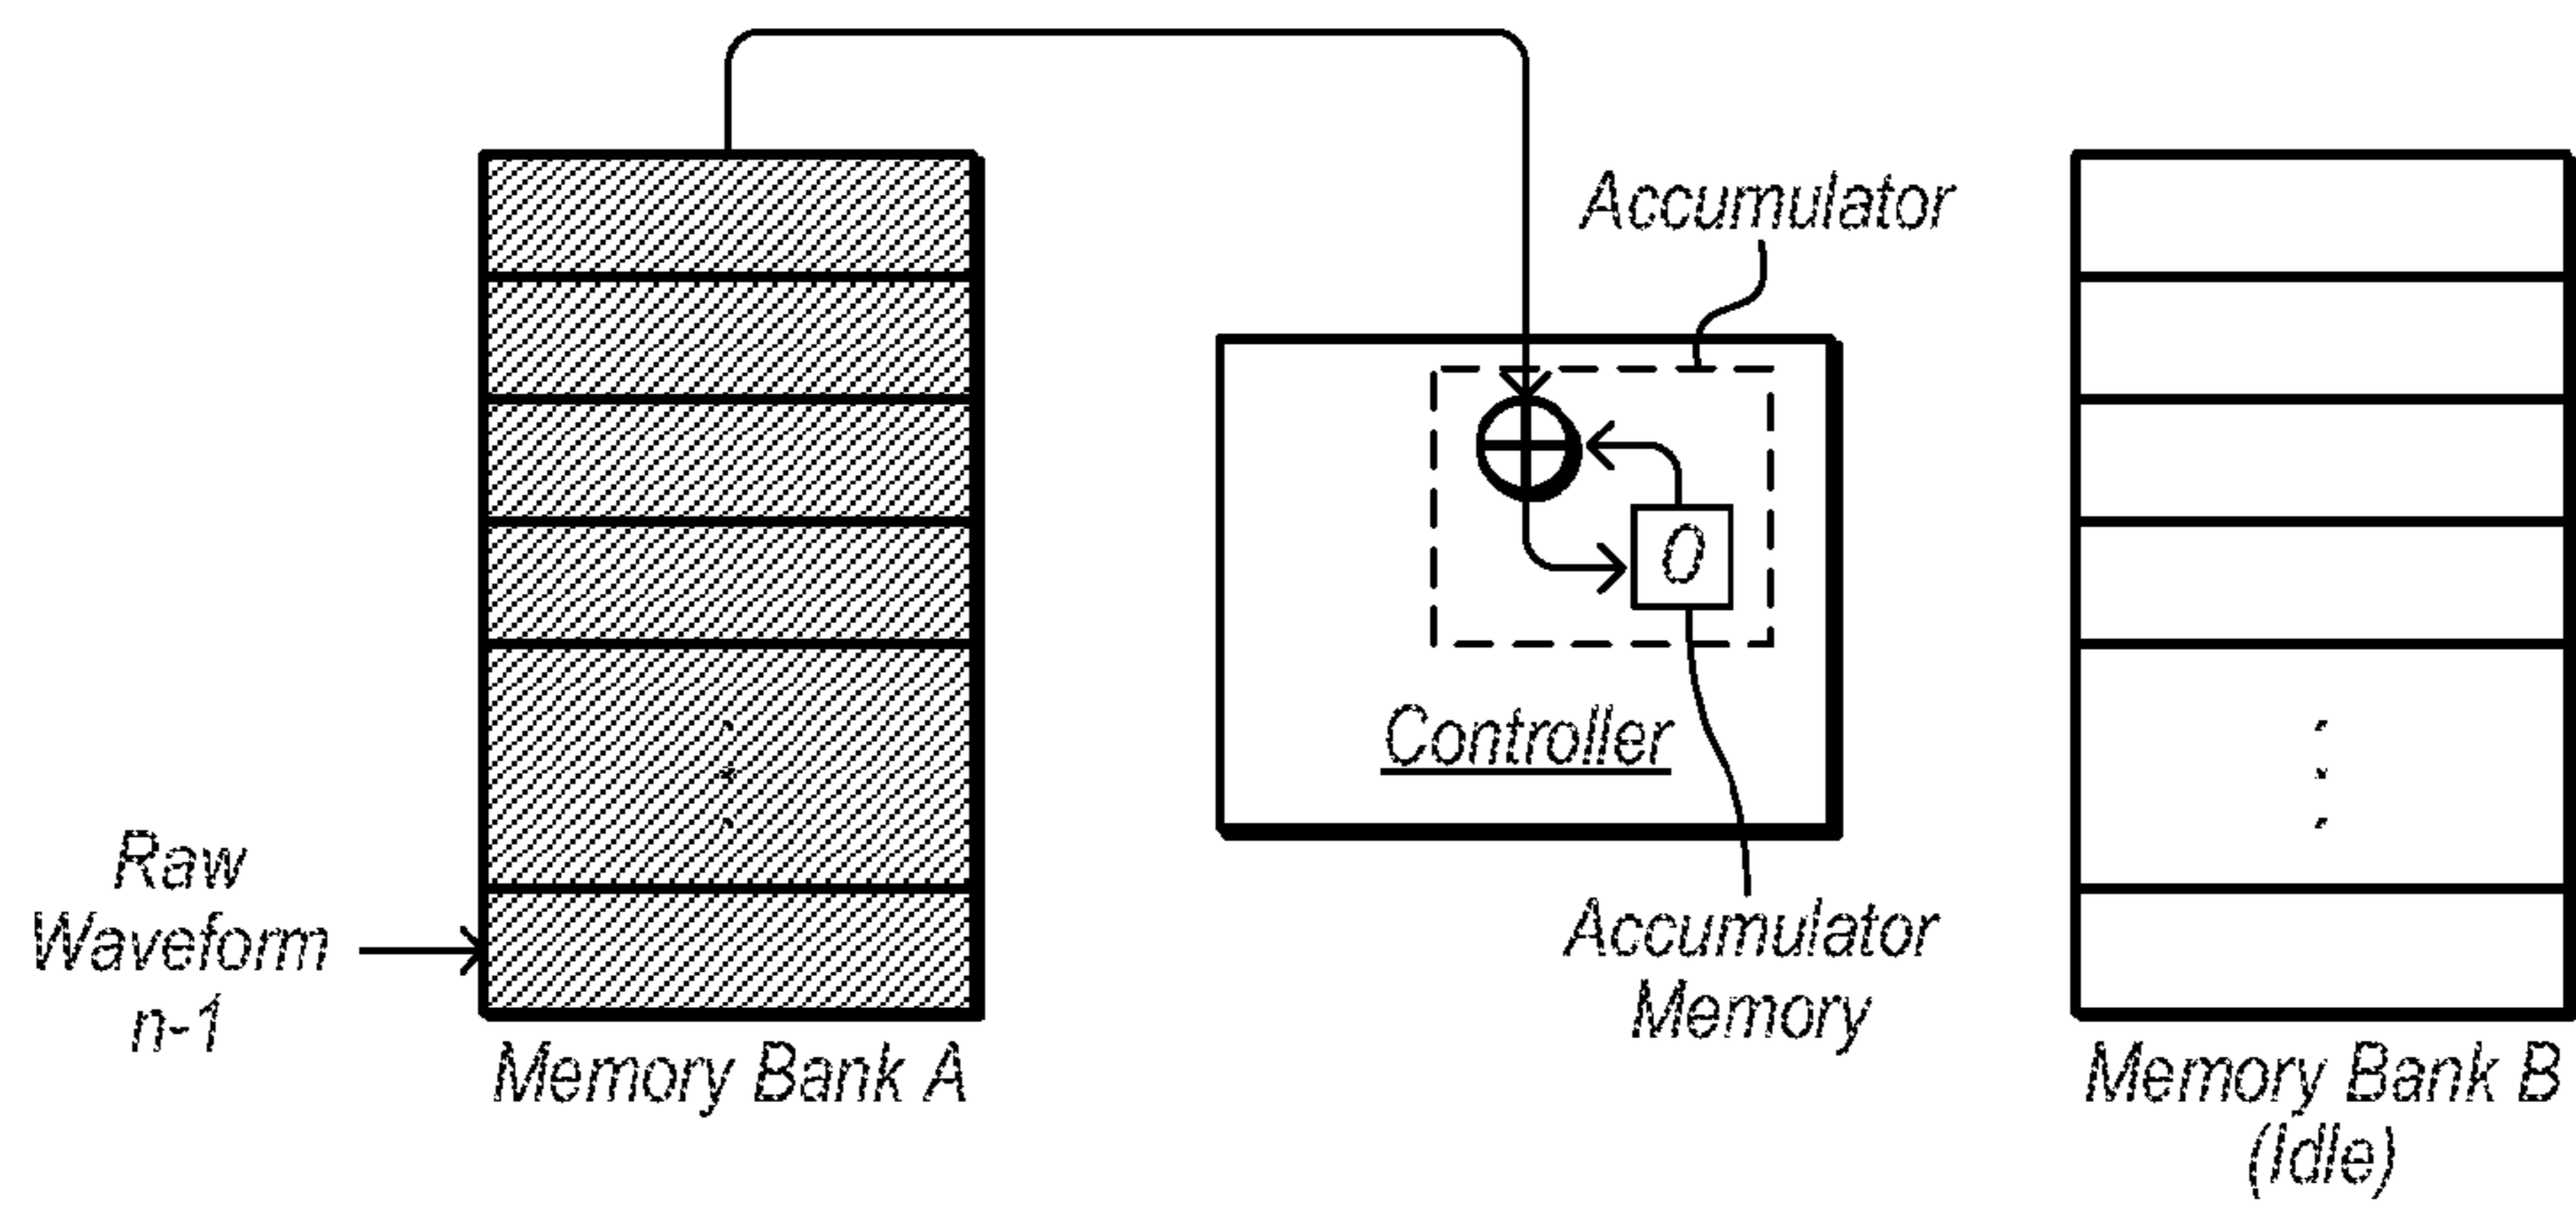 Accumulator
0
Controller
Raw
Waveform
n-1
Accumulator
Memory
Memory Bank A
Memory Bank B
(Idle)